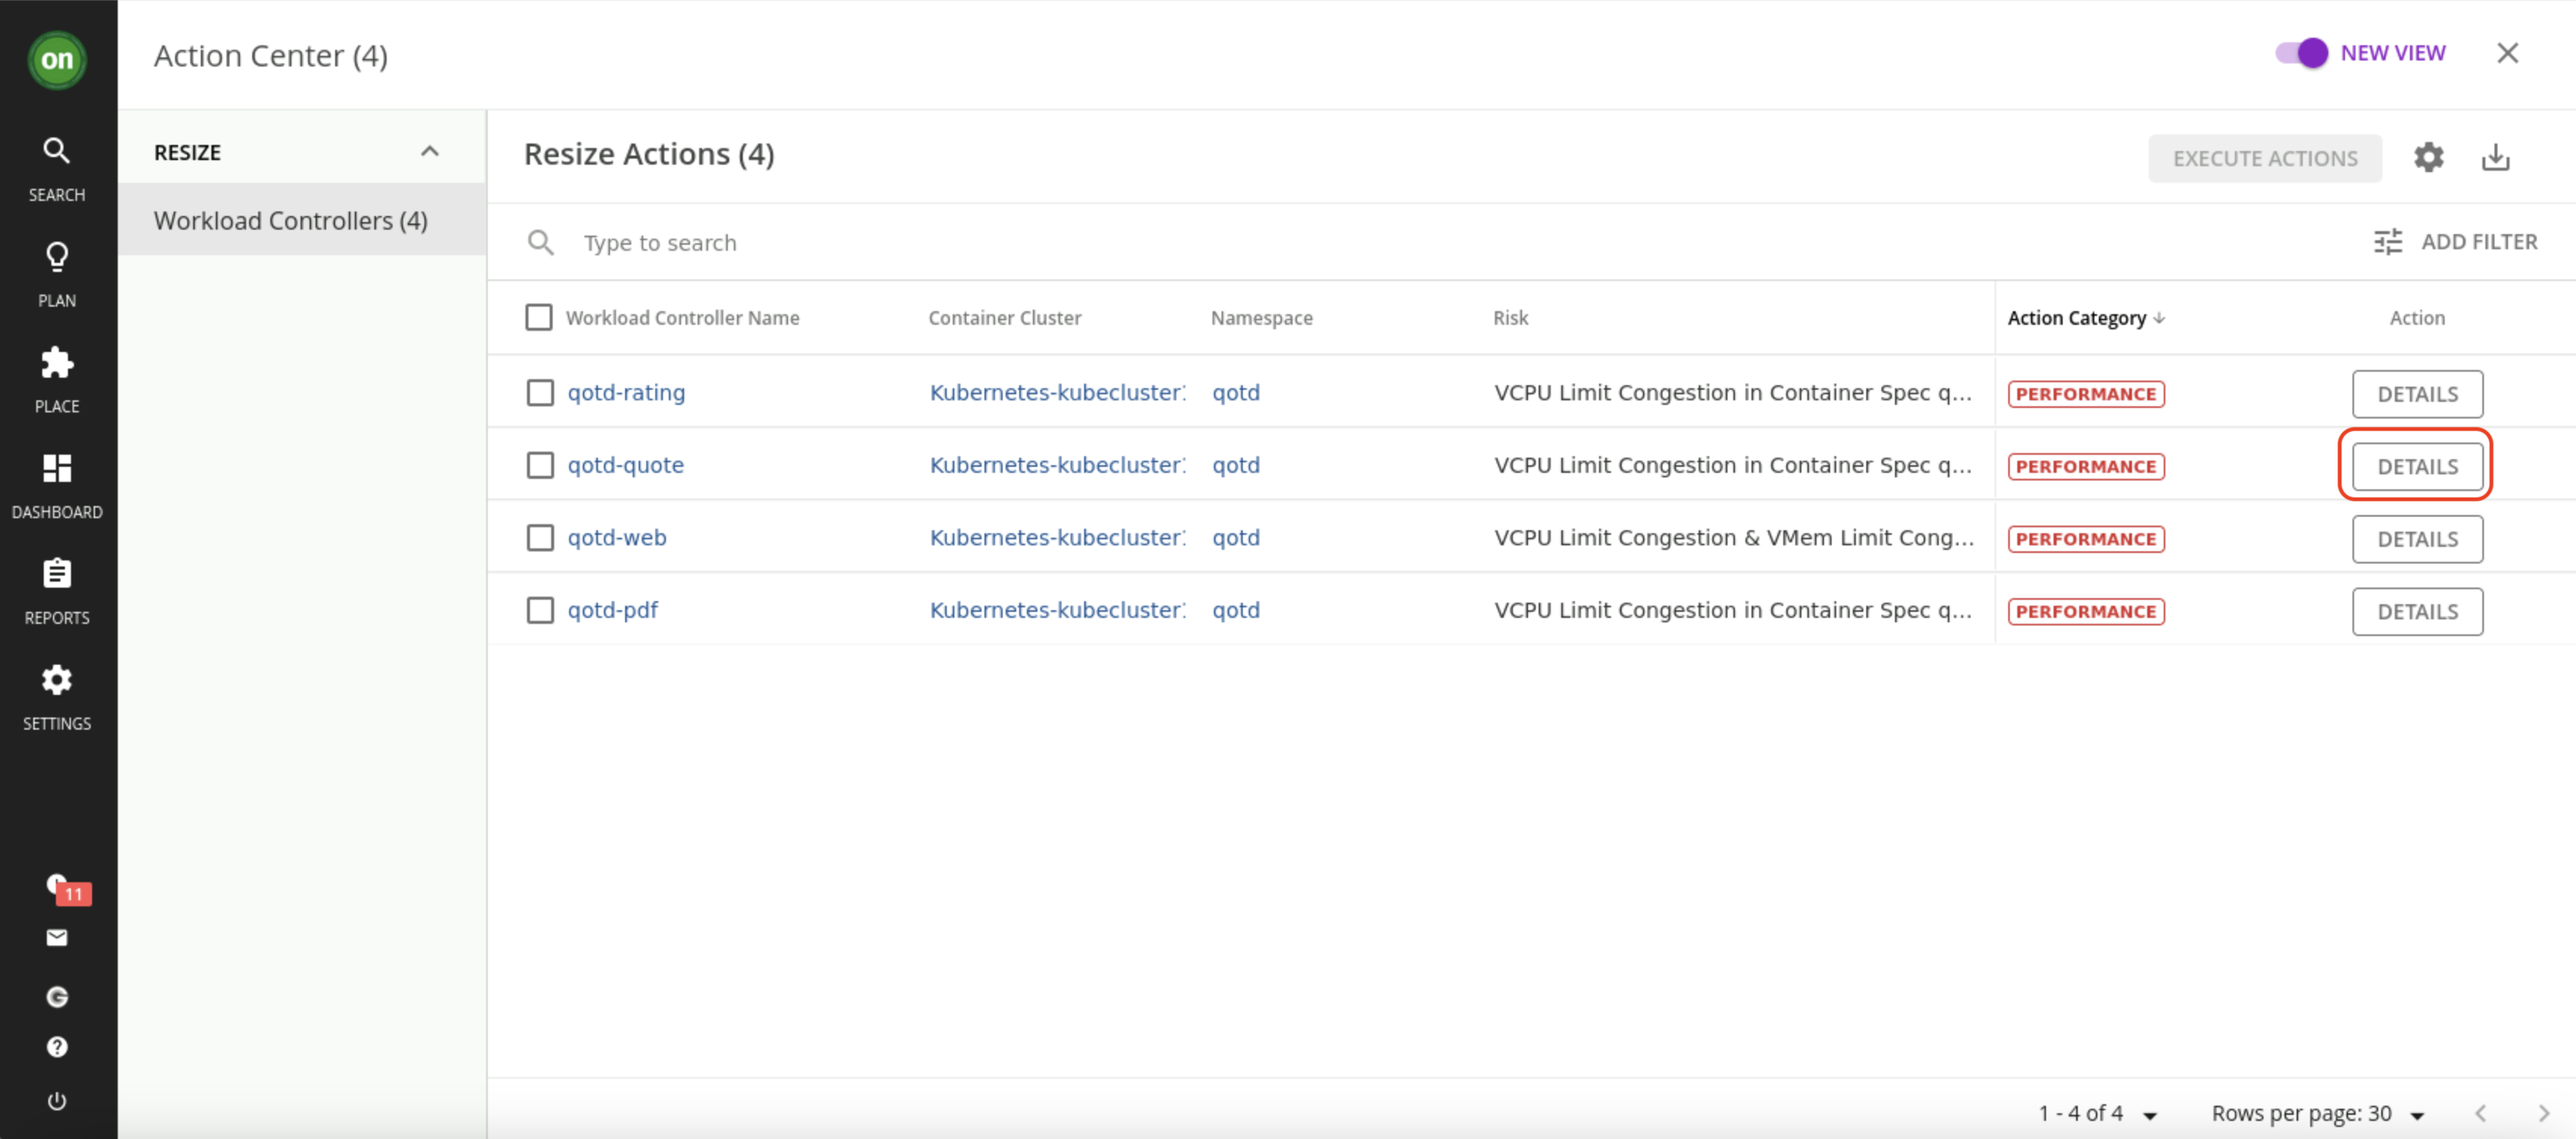 on
SEARCH
PLAN
PLACE
DASHBOARD
REPORTS
SETTINGS
11
Action Center (4)
NEW VIEW
RESIZE
Workload Controllers (4)
Resize Actions (4)
EXECUTE ACTIONS
Type to search
ADD FILTER
Workload Controller Name Container Cluster Namespace Risk Action Category Action
qotd-rating Kubernetes-kubecluster: qotd VCPU Limit Congestion in Container Spec q... PERFORMANCE DETAILS
qotd-quote Kubernetes-kubecluster: qotd VCPU Limit Congestion in Container Spec q... PERFORMANCE DETAILS
qotd-web Kubernetes-kubecluster: qotd VCPU Limit Congestion & VMem Limit Cong... PERFORMANCE DETAILS
qotd-pdf Kubernetes-kubecluster: qotd VCPU Limit Congestion in Container Spec q... PERFORMANCE DETAILS
1 - 4 of 4 Rows per page: 30